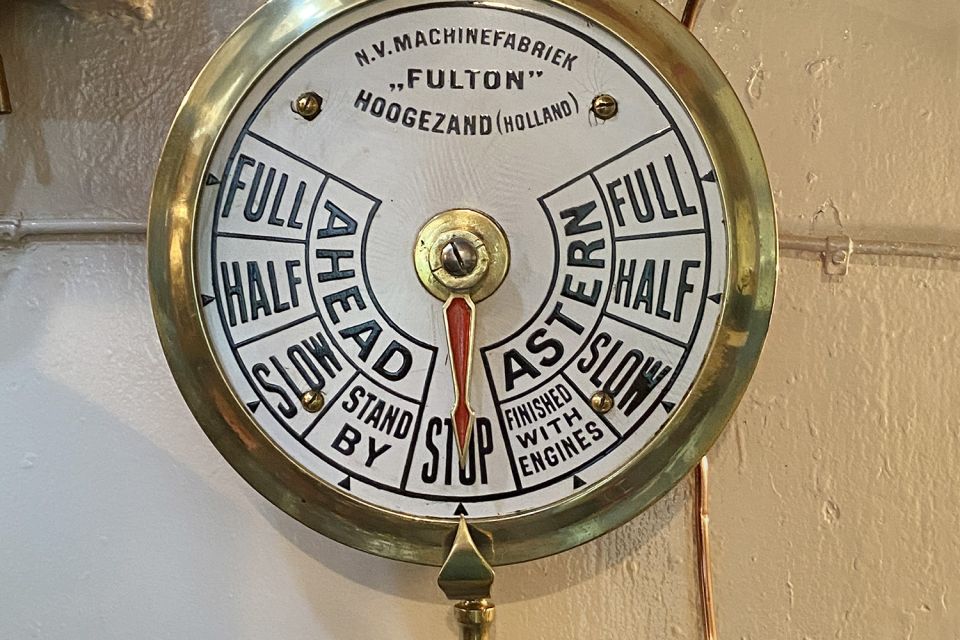 N.V. MACHINEFABRIEK
„FULTON”
HOOGEZAND (HOLLAND)
FULL
HALF
SLOW
AHEAD
STAND
BY
STOP
FINISHED
WITH
ENGINES
ASTERN
SLOW
HALF
FULL